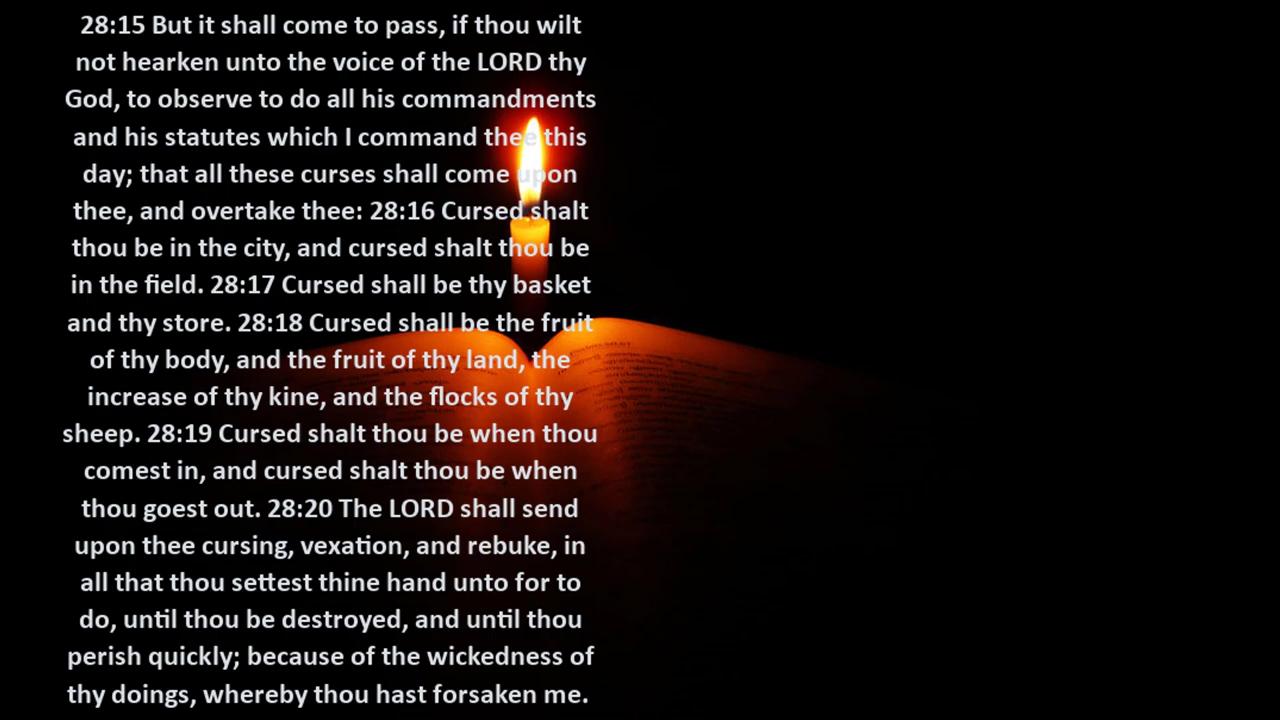 28:15 But it shall come to pass, if thou wilt
not hearken unto the voice of the LORD thy
God, to observe to do all his commandments
and his statutes which I command thee this
day; that all these curses shall come upon
thee, and overtake thee: 28:16 Cursed shalt
thou be in the city, and cursed shalt thou be
in the field. 28:17 Cursed shall be thy basket
and thy store. 28:18 Cursed shall be the fruit
of thy body, and the fruit of thy land, the
increase of thy kine, and the flocks of thy
sheep. 28:19 Cursed shalt thou be when thou
comest in, and cursed shalt thou be when
thou goest out. 28:20 The LORD shall send
upon thee cursing, vexation, and rebuke, in
all that thou settest thine hand unto for to
do, until thou be destroyed, and until thou
perish quickly; because of the wickedness of
thy doings, whereby thou hast forsaken me.